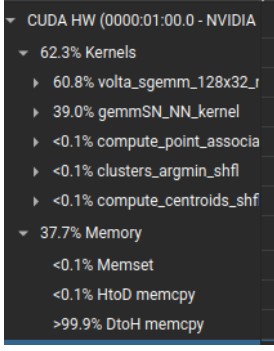 CUDA HW (0000:01:00.0 - NVIDIA
62.3% Kernels
60.8% volta_sgemm_128x32_
39.0% gemmSN_NN_kernel
<0.1% compute_point_associa
<0.1% clusters_argmin_shfl
<0.1% compute_centroids_shfl
37.7% Memory
<0.1% Memset
<0.1% HtoD memcpy
>99.9% DtoH memcpy